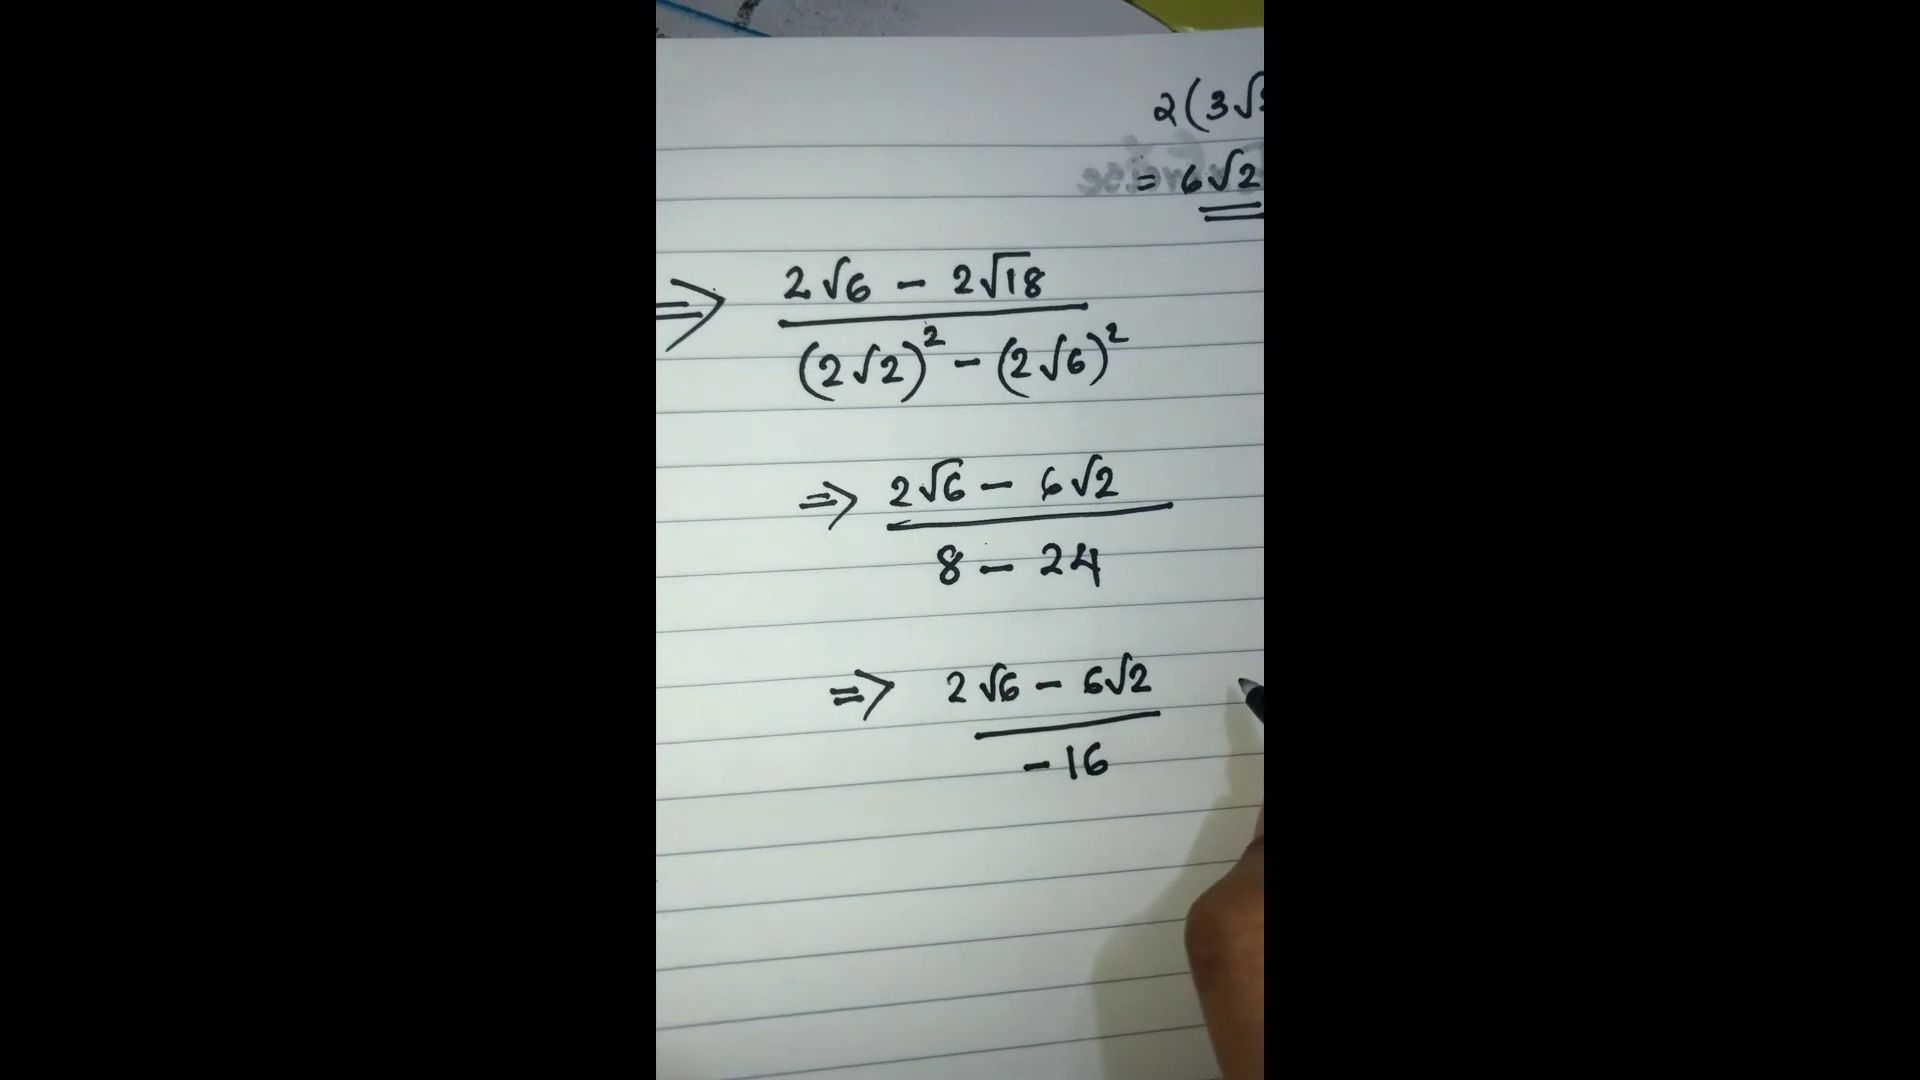 2(3√
= 6√2
=> 2√6 - 2√18
(2√2)² - (2√6)²
=> 2√6 - 6√2
8 - 24
=> 2√6 - 6√2
-16